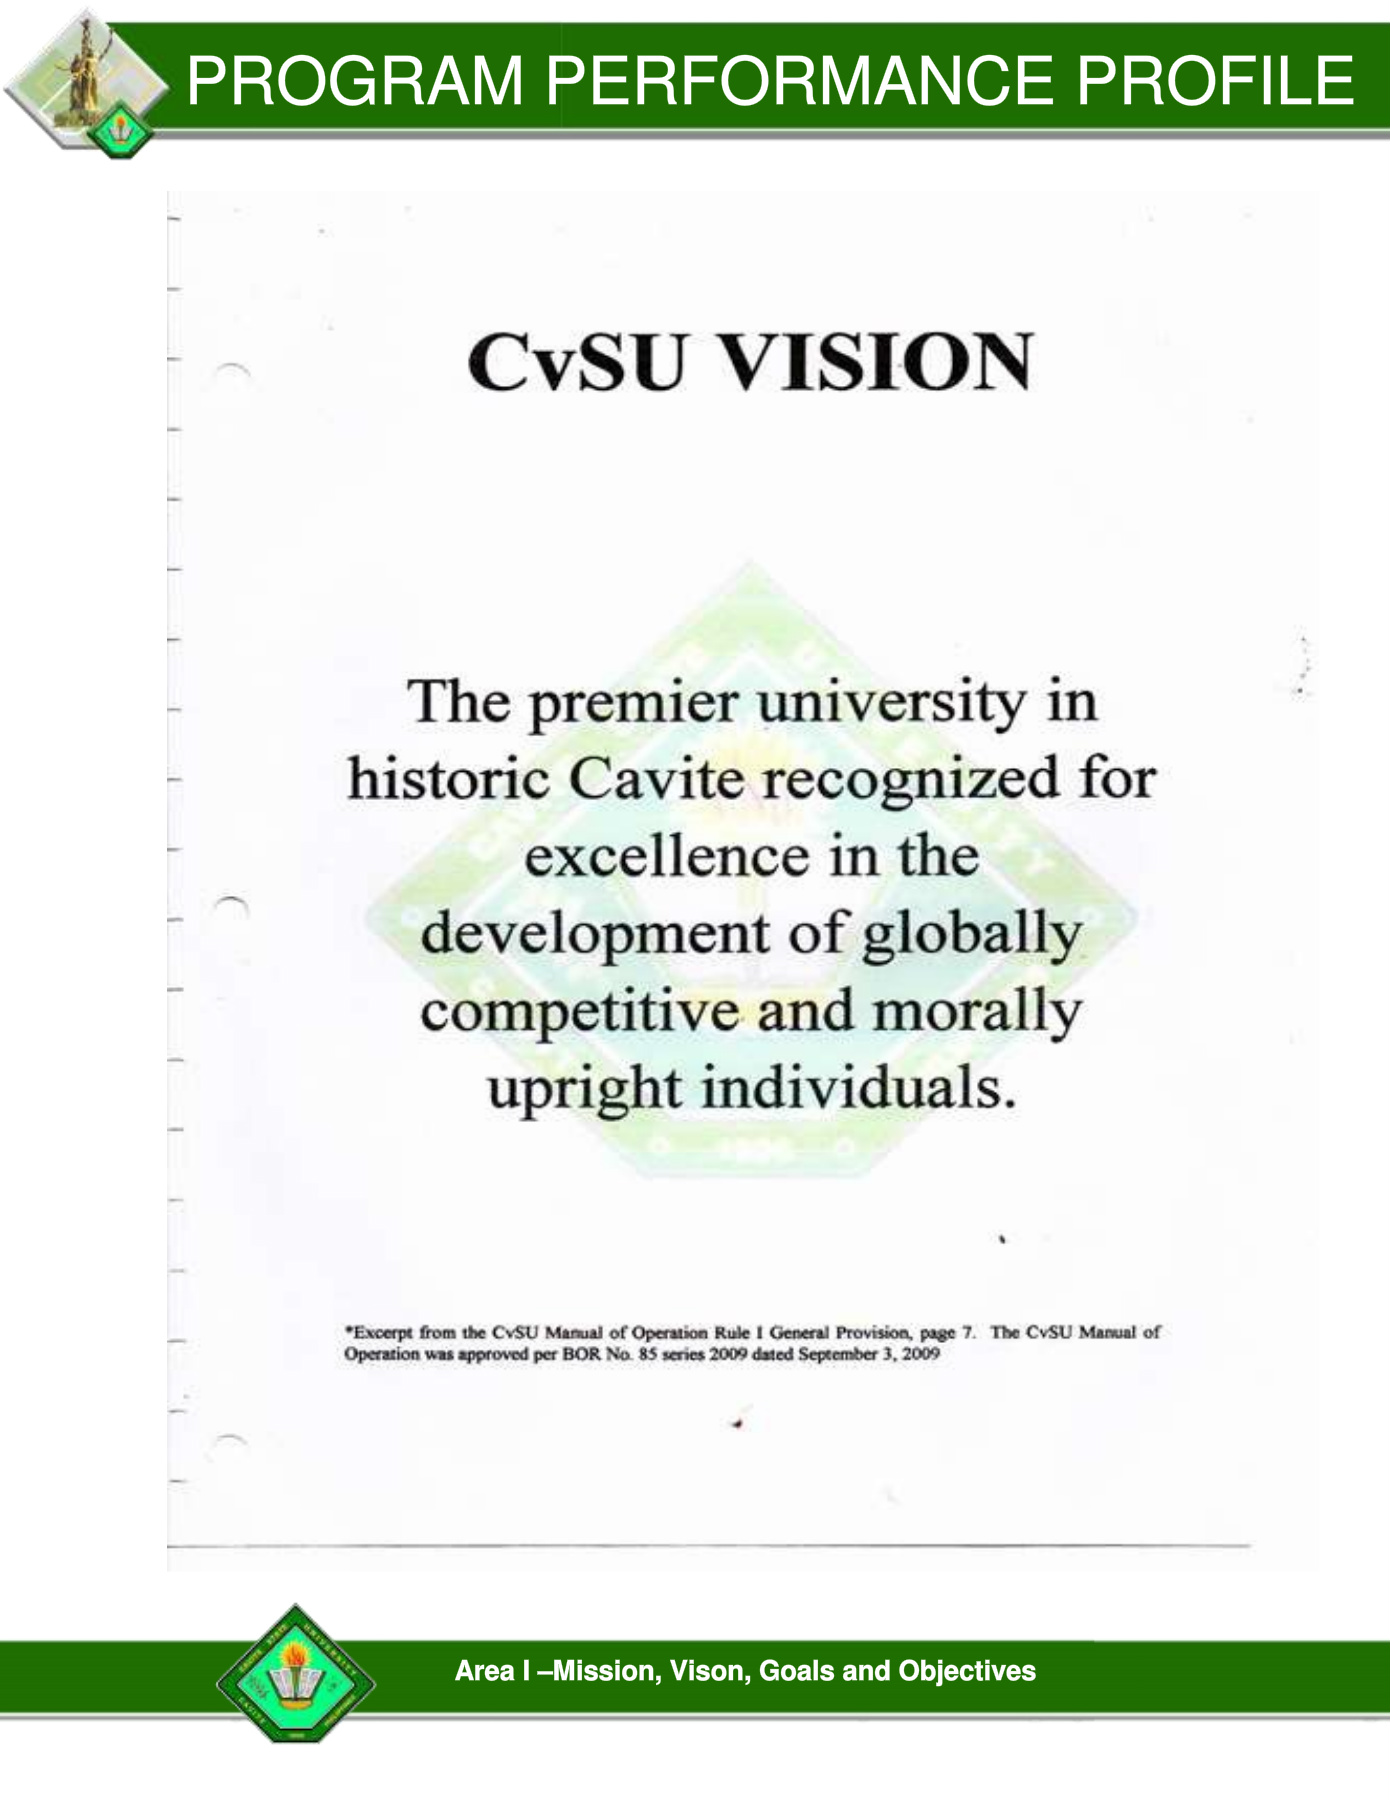 PROGRAM PERFORMANCE PROFILE
CvSU VISION
The premier university in
historic Cavite recognized for
excellence in the
development of globally
competitive and morally
upright individuals.
*Excerpt from the CvSU Manual of Operation Rule I General Provision, page 7. The CvSU Manual of
Operation was approved per BOR No. 85 series 2009 dated September 3, 2009
Area I –Mission, Vison, Goals and Objectives